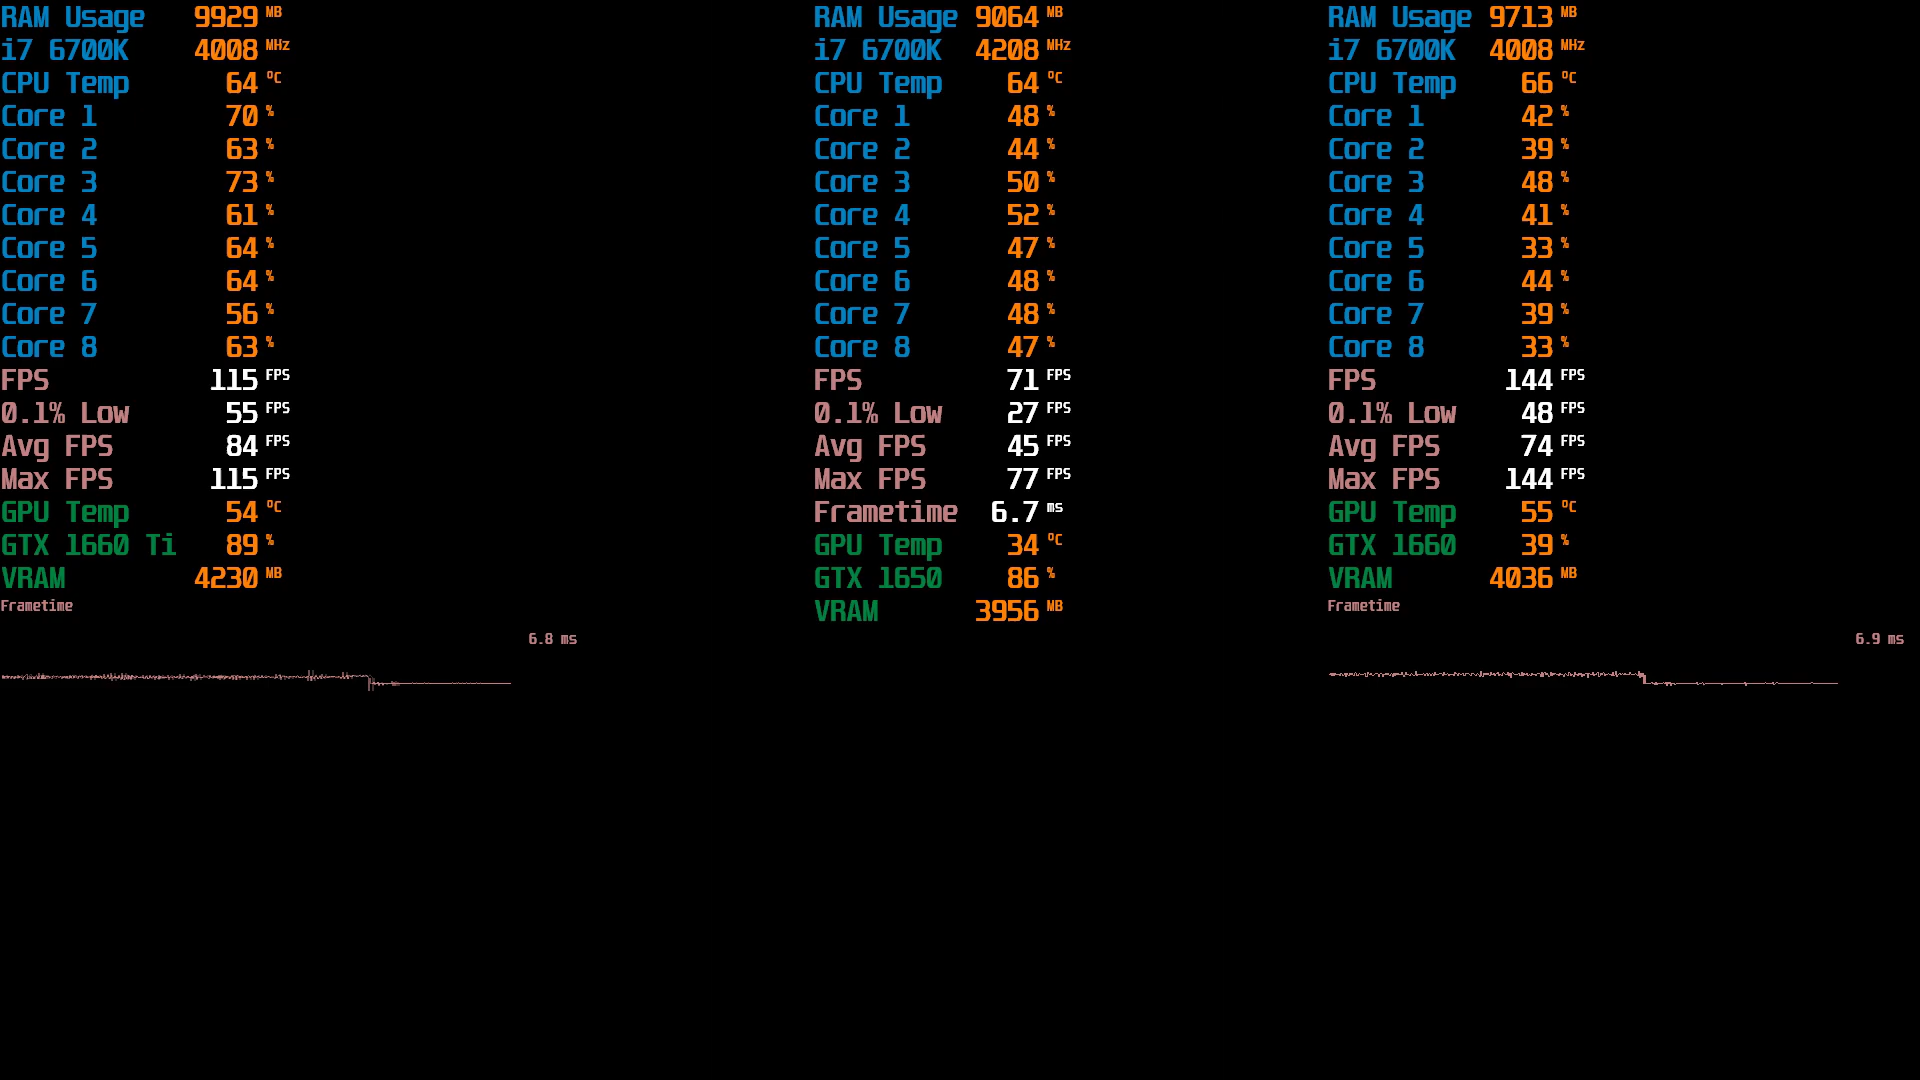 RAM Usage 9929 MB
i7 6700K 4008 MHz
CPU Temp 64 °C
Core 1 70 %
Core 2 63 %
Core 3 73 %
Core 4 61 %
Core 5 64 %
Core 6 64 %
Core 7 56 %
Core 8 63 %
FPS 115 FPS
0.1% Low 55 FPS
Avg FPS 84 FPS
Max FPS 115 FPS
GPU Temp 54 °C
GTX 1660 Ti 89 %
VRAM 4230 MB
Frametime
6.8 ms
RAM Usage 9064 MB
i7 6700K 4208 MHz
CPU Temp 64 °C
Core 1 48 %
Core 2 44 %
Core 3 50 %
Core 4 52 %
Core 5 47 %
Core 6 48 %
Core 7 48 %
Core 8 47 %
FPS 71 FPS
0.1% Low 27 FPS
Avg FPS 45 FPS
Max FPS 77 FPS
Frametime 6.7 ms
GPU Temp 34 °C
GTX 1650 86 %
VRAM 3956 MB
RAM Usage 9713 MB
i7 6700K 4008 MHz
CPU Temp 66 °C
Core 1 42 %
Core 2 39 %
Core 3 48 %
Core 4 41 %
Core 5 33 %
Core 6 44 %
Core 7 39 %
Core 8 33 %
FPS 144 FPS
0.1% Low 48 FPS
Avg FPS 74 FPS
Max FPS 144 FPS
GPU Temp 55 °C
GTX 1660 39 %
VRAM 4036 MB
Frametime
6.9 ms